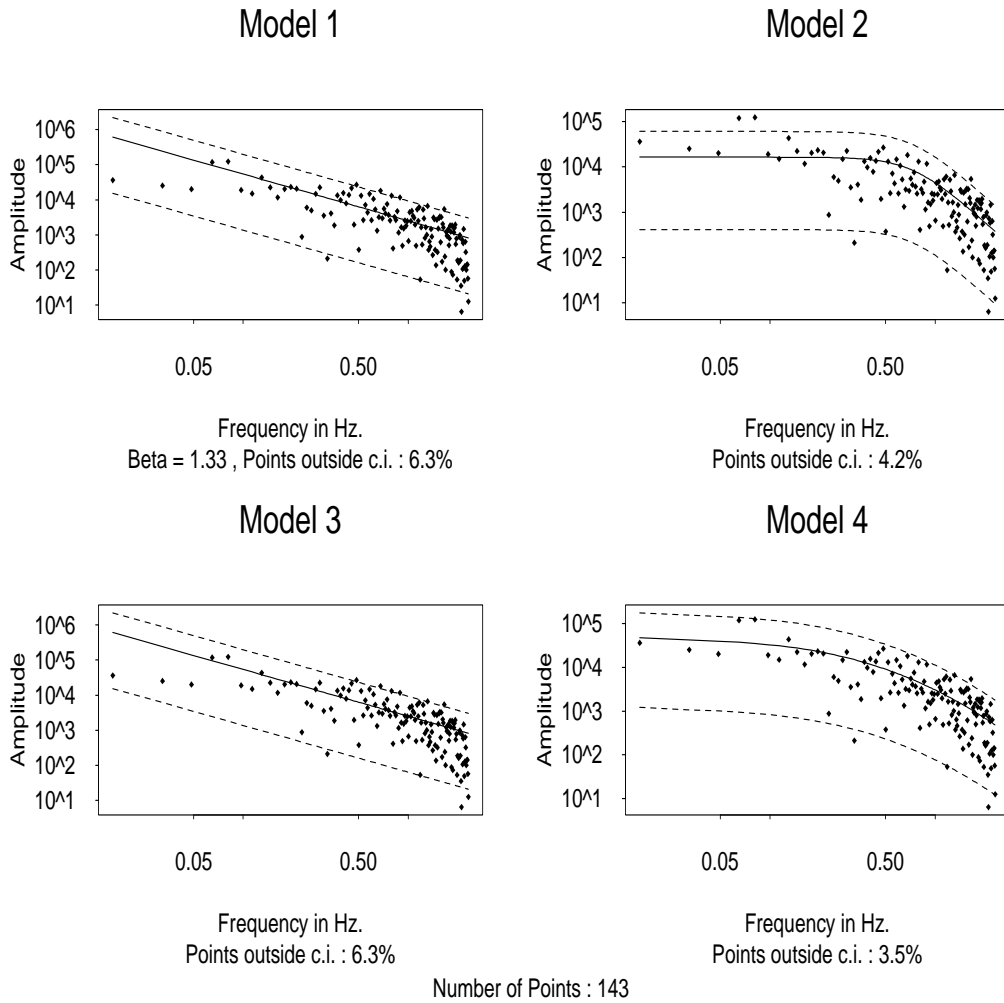 Model 1
Model 2
Amplitude
10^6
10^5
10^4
10^3
10^2
10^1
0.05 0.50
Frequency in Hz.
Beta = 1.33 , Points outside c.i. : 6.3%
Amplitude
10^5
10^4
10^3
10^2
10^1
0.05 0.50
Frequency in Hz.
Points outside c.i. : 4.2%
Model 3
Model 4
Amplitude
10^6
10^5
10^4
10^3
10^2
10^1
0.05 0.50
Frequency in Hz.
Points outside c.i. : 6.3%
Amplitude
10^5
10^4
10^3
10^2
10^1
0.05 0.50
Frequency in Hz.
Points outside c.i. : 3.5%
Number of Points : 143